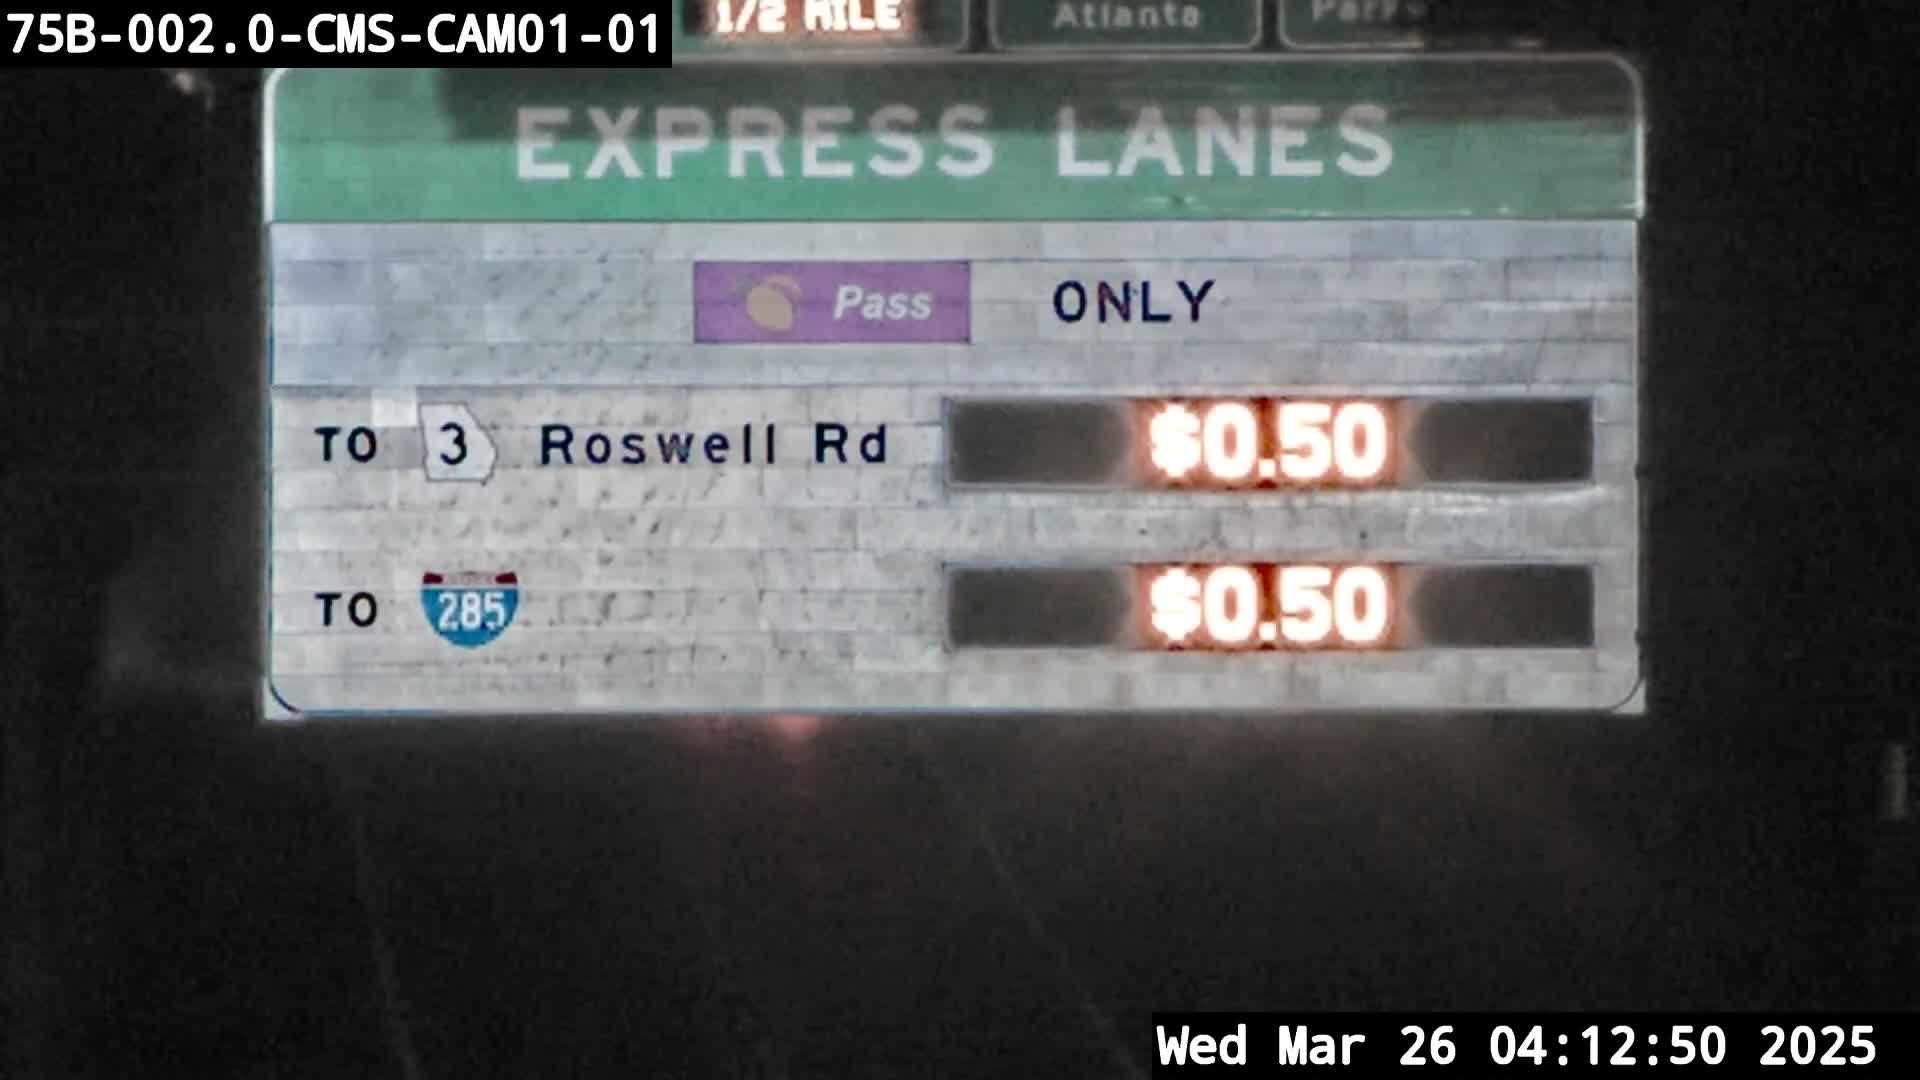 75B-002.0-CMS-CAM01-01
1/2 MILE
Atlanta
EXPRESS LANES
Pass ONLY
TO 3 Roswell Rd $0.50
TO 285 $0.50
Wed Mar 26 04:12:50 2025